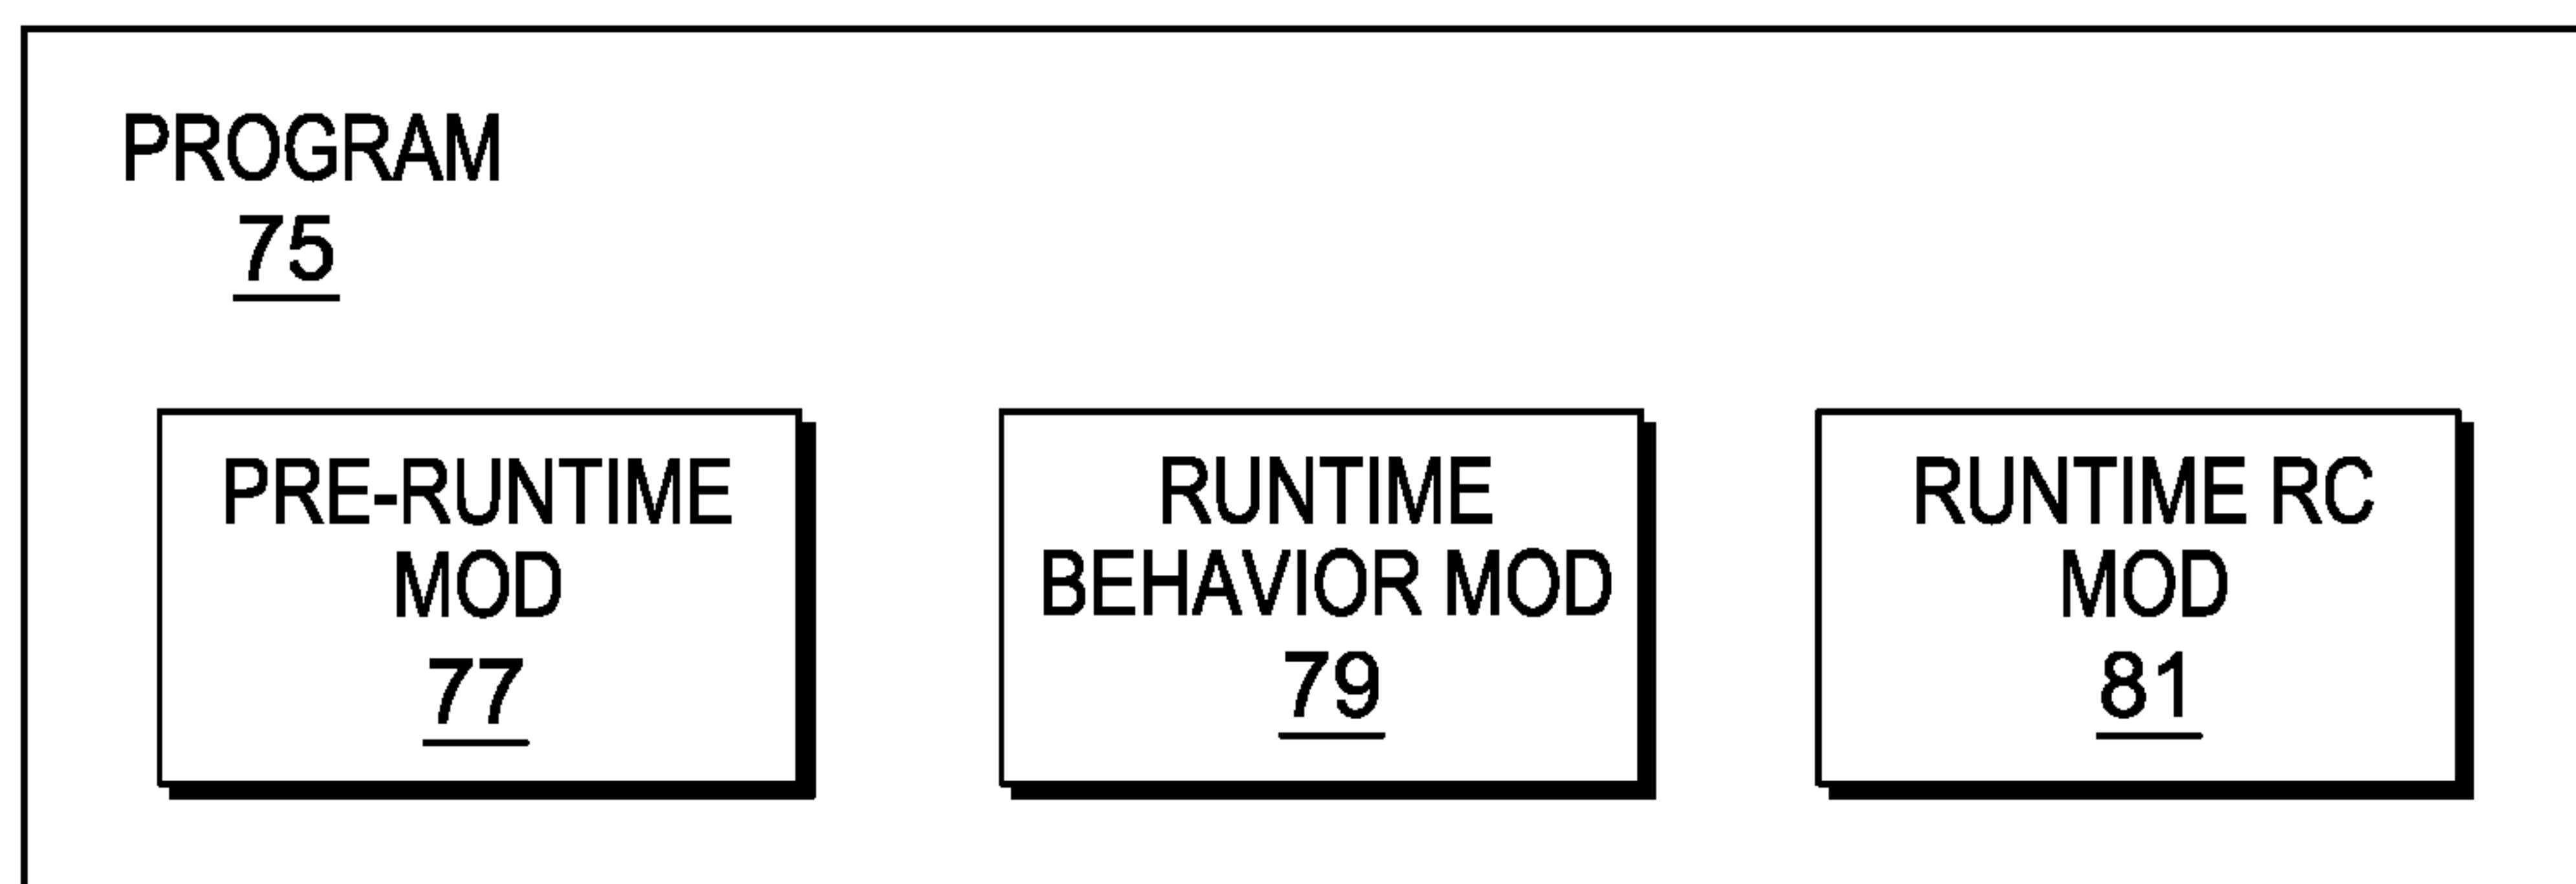 PROGRAM
75
PRE-RUNTIME
MOD
77
RUNTIME
BEHAVIOR MOD
79
RUNTIME RC
MOD
81